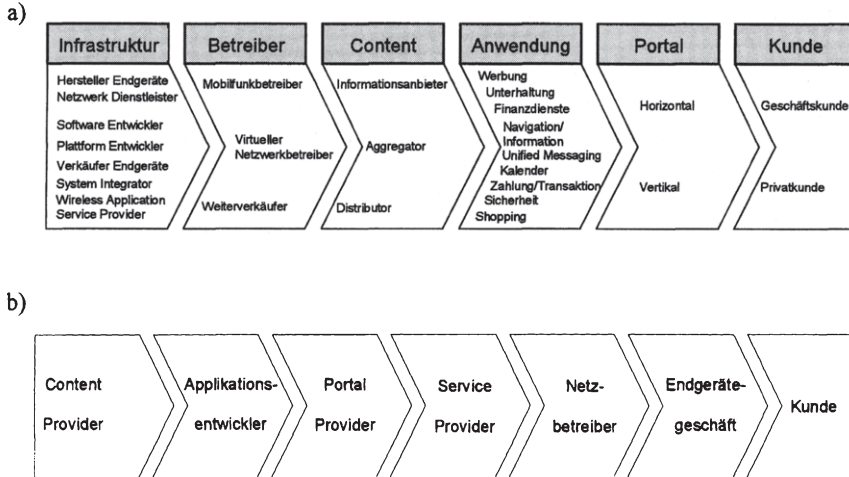 a)
Infrastruktur
Hersteller Endgeräte
Netzwerk Dienstleister
Software Entwickler
Plattform Entwickler
Verkäufer Endgeräte
System Integrator
Wireless Application
Service Provider
Betreiber
Mobilfunkbetreiber
Virtueller
Netzwerkbetreiber
Weiterverkäufer
Content
Informationsanbieter
Aggregator
Distributor
Anwendung
Werbung
Unterhaltung
Finanzdienste
Navigation/
Information
Unified Messaging
Kalender
Zahlung/Transaktion
Sicherheit
Shopping
Portal
Horizontal
Vertikal
Kunde
Geschäftskunde
Privatkunde
b)
Content
Provider
Applikations-
entwickler
Portal
Provider
Service
Provider
Netz-
betreiber
Endgeräte-
geschäft
Kunde